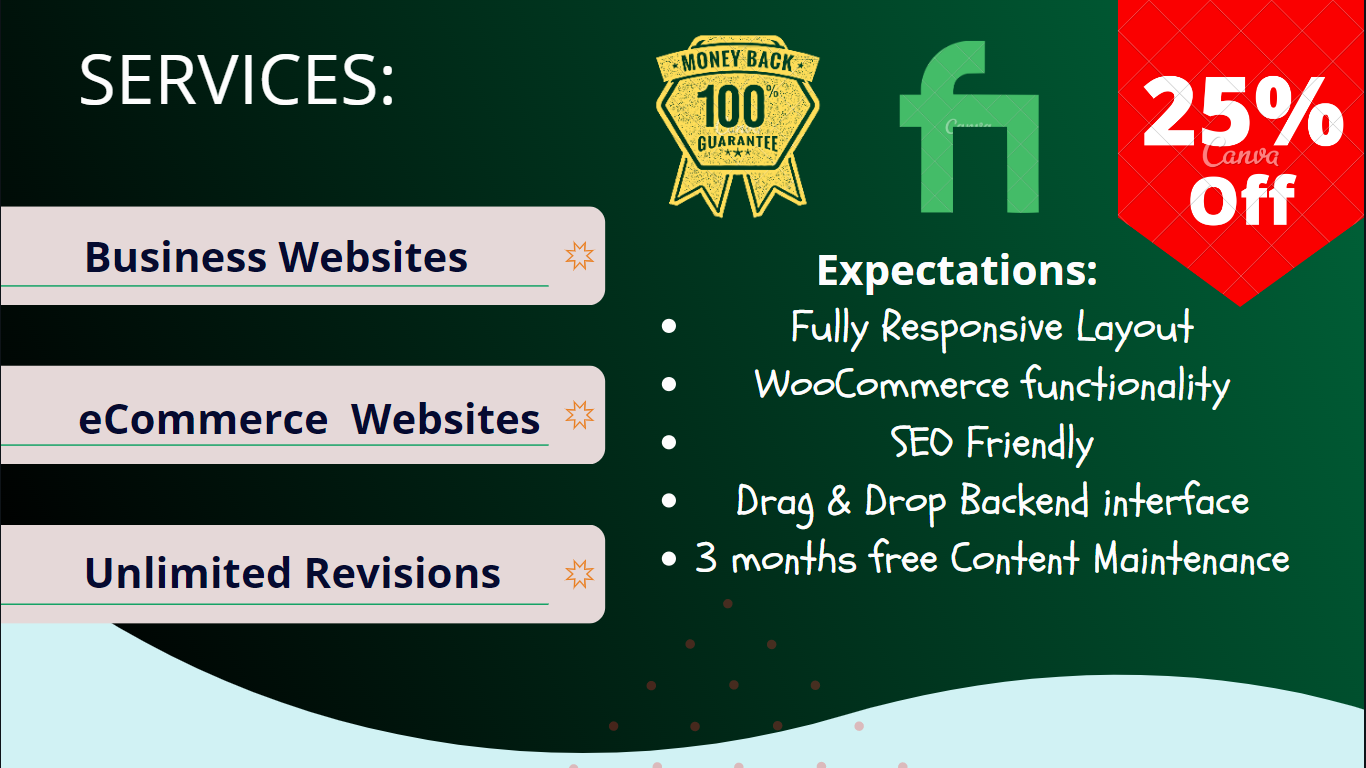 SERVICES:
Business Websites
eCommerce Websites
Unlimited Revisions
MONEY BACK
100%
GUARANTEE
fi
Canva
25%
Canva
Off
Expectations:
• Fully Responsive Layout
• WooCommerce functionality
• SEO Friendly
• Drag & Drop Backend interface
• 3 months free Content Maintenance